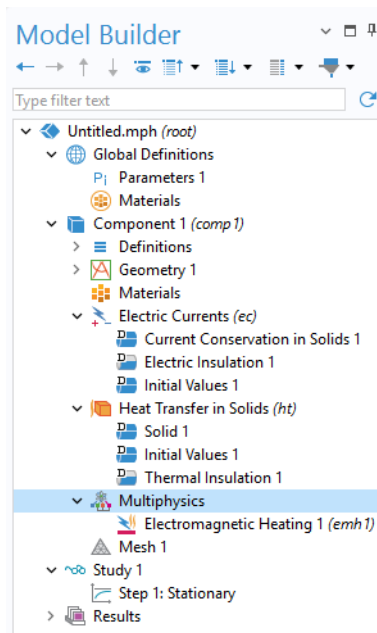 Model Builder
Type filter text
Untitled.mph (root)
Global Definitions
Pi Parameters 1
Materials
Component 1 (comp1)
Definitions
Geometry 1
Materials
Electric Currents (ec)
D Current Conservation in Solids 1
D Electric Insulation 1
D Initial Values 1
Heat Transfer in Solids (ht)
D Solid 1
D Initial Values 1
D Thermal Insulation 1
Multiphysics
Electromagnetic Heating 1 (emh1)
Mesh 1
Study 1
Step 1: Stationary
Results